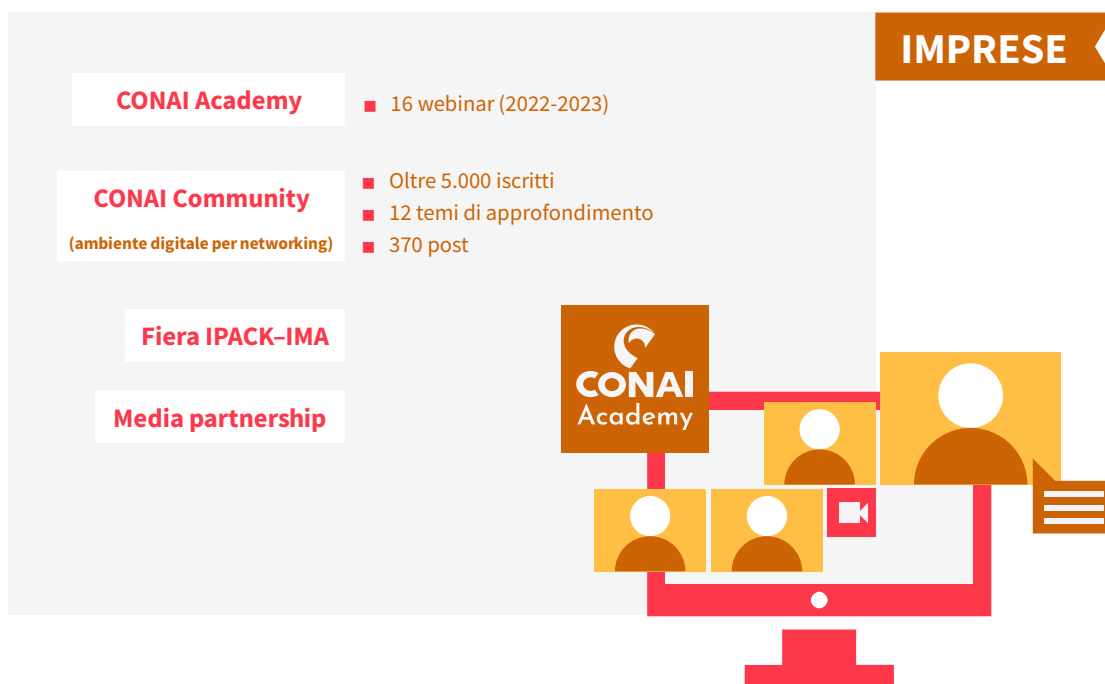 IMPRESE
CONAI Academy
16 webinar (2022-2023)
CONAI Community
(ambiente digitale per networking)
Oltre 5.000 iscritti
12 temi di approfondimento
370 post
Fiera IPACK–IMA
Media partnership
CONAI
Academy